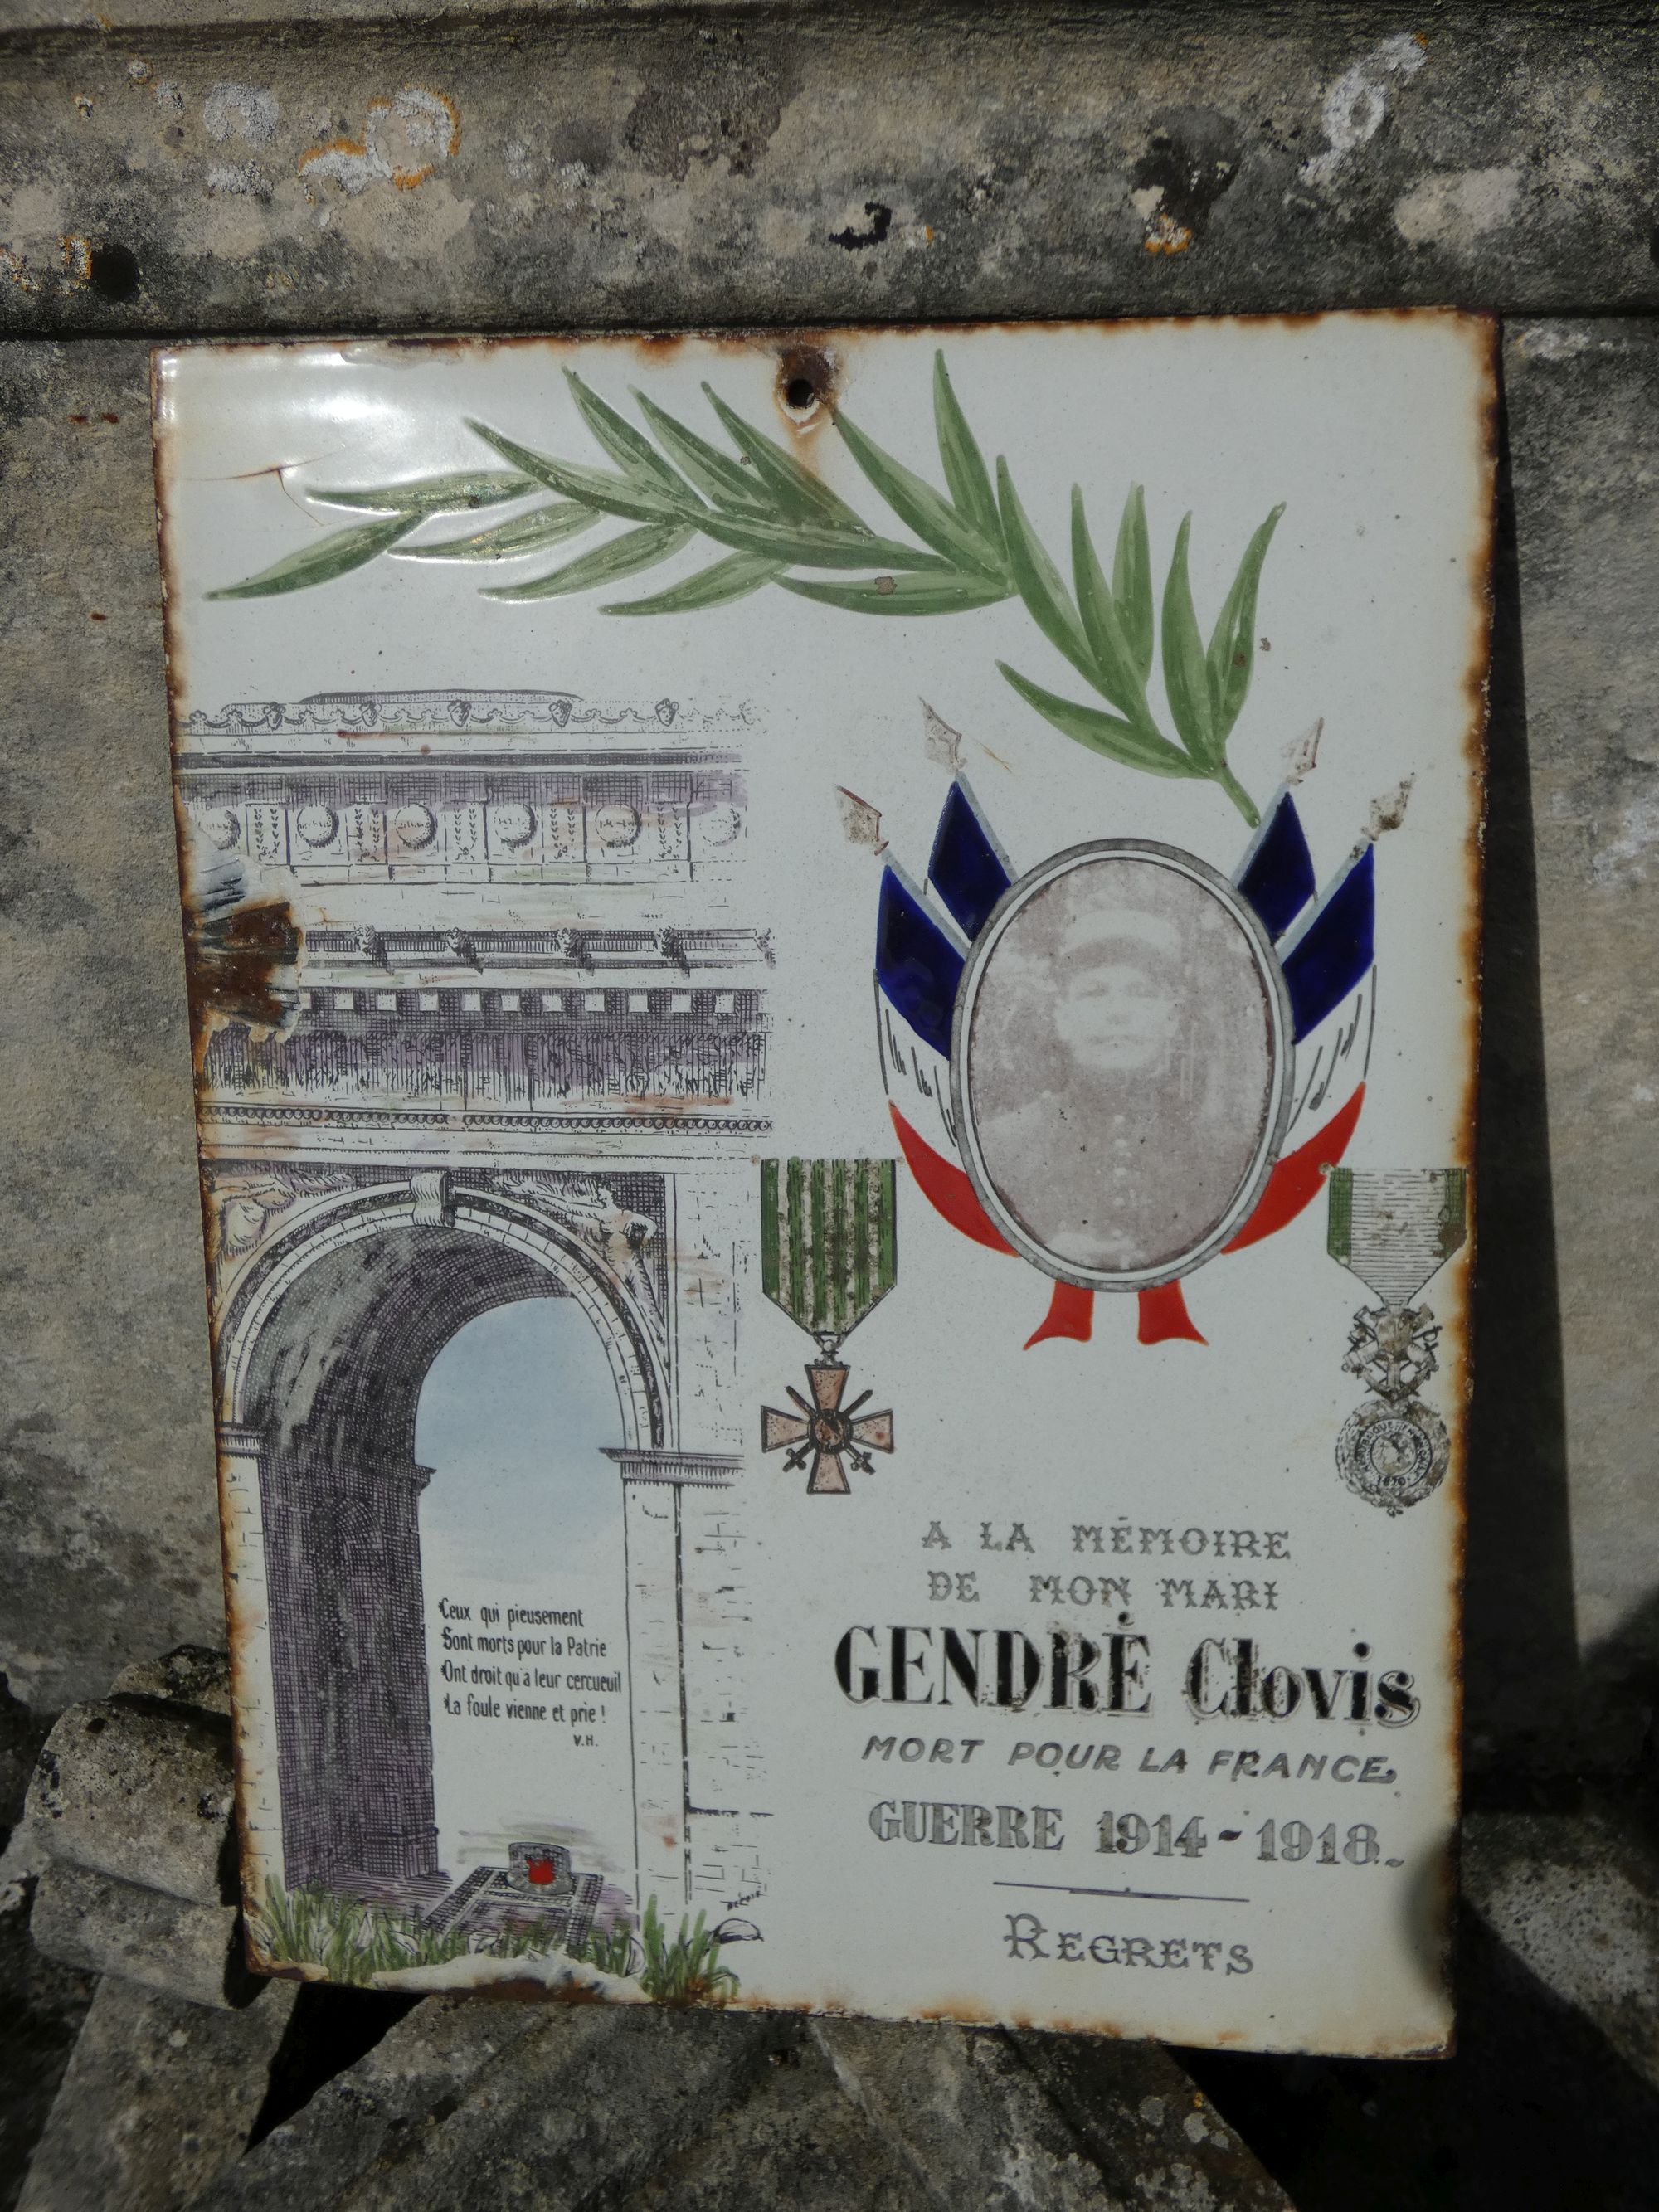 Ceux qui pieusement
Sont morts pour la Patrie
Ont droit qu'a leur cercueil
La foule vienne et prie !
V.H.
1870
A LA MÉMOIRE
DE MON MARI
GENDRÉ Clovis
MORT POUR LA FRANCE
GUERRE 1914-1918.
REGRETS